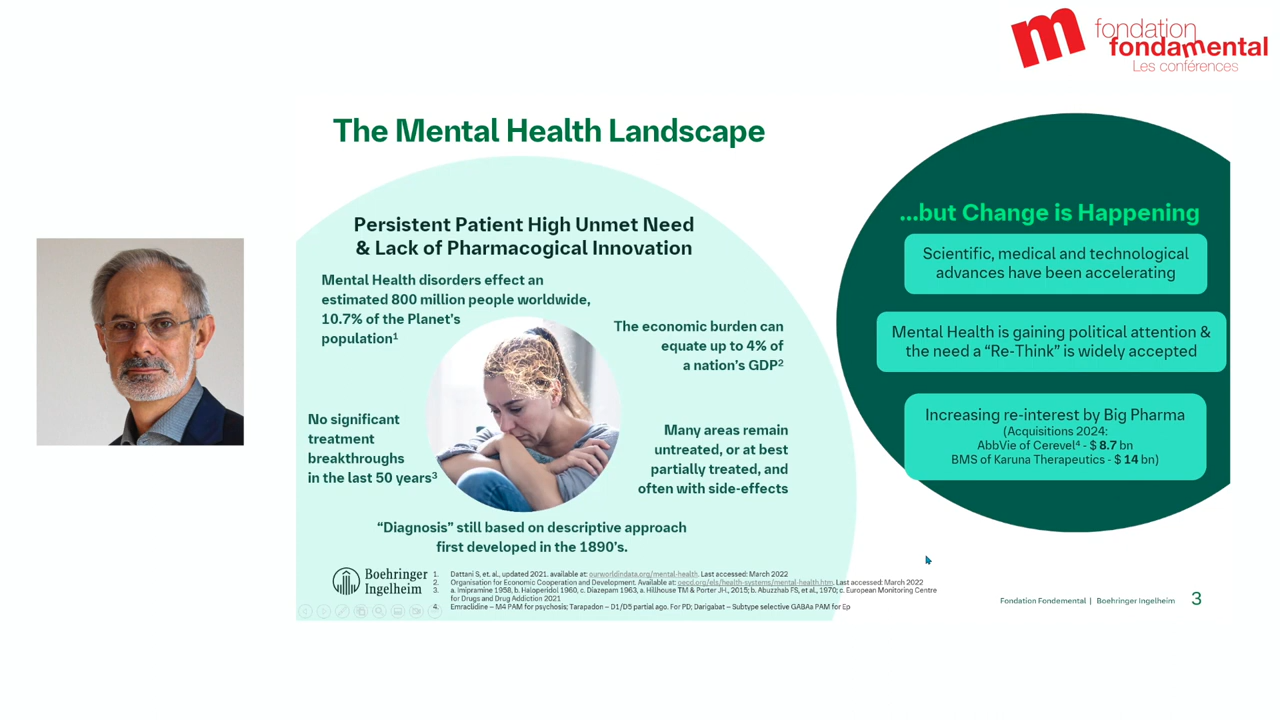 fondation
fondamental
Les conférences
The Mental Health Landscape
Persistent Patient High Unmet Need
& Lack of Pharmacogical Innovation
Mental Health disorders effect an
estimated 800 million people worldwide,
10.7% of the Planet's
population¹
The economic burden can
equate up to 4% of
a nation's GDP²
No significant
treatment
breakthroughs
in the last 50 years³
Many areas remain
untreated, or at best
partially treated, and
often with side-effects
“Diagnosis” still based on descriptive approach
first developed in the 1890's.
...but Change is Happening
Scientific, medical and technological
advances have been accelerating
Mental Health is gaining political attention &
the need a “Re-Think” is widely accepted
Increasing re-interest by Big Pharma
(Acquisitions 2024:
AbbVie of Cerevel⁴ - $ 8.7 bn
BMS of Karuna Therapeutics - $ 14 bn)
Boehringer
Ingelheim
1. Dattani S, et. al., updated 2021. available at: ourworldindata.org/mental-health. Last accessed: March 2022
2. Organisation for Economic Cooperation and Development. Available at: oecd.org/els/health-systems/mental-health.htm. Last accessed: March 2022
3. a. Imipramine 1958, b. Haloperidol 1960, c. Diazepam 1963, a. Hillhouse TM & Porter JH., 2015; b. Abuzzhab FS, et al., 1970; c. European Monitoring Centre
for Drugs and Drug Addiction 2021
4. Emraclidine – M4 PAM for psychosis; Tarapadon – D1/D5 partial ago. For PD; Darigabat – Subtype selective GABAa PAM for Ep
Fondation Fondemental | Boehringer Ingelheim 3